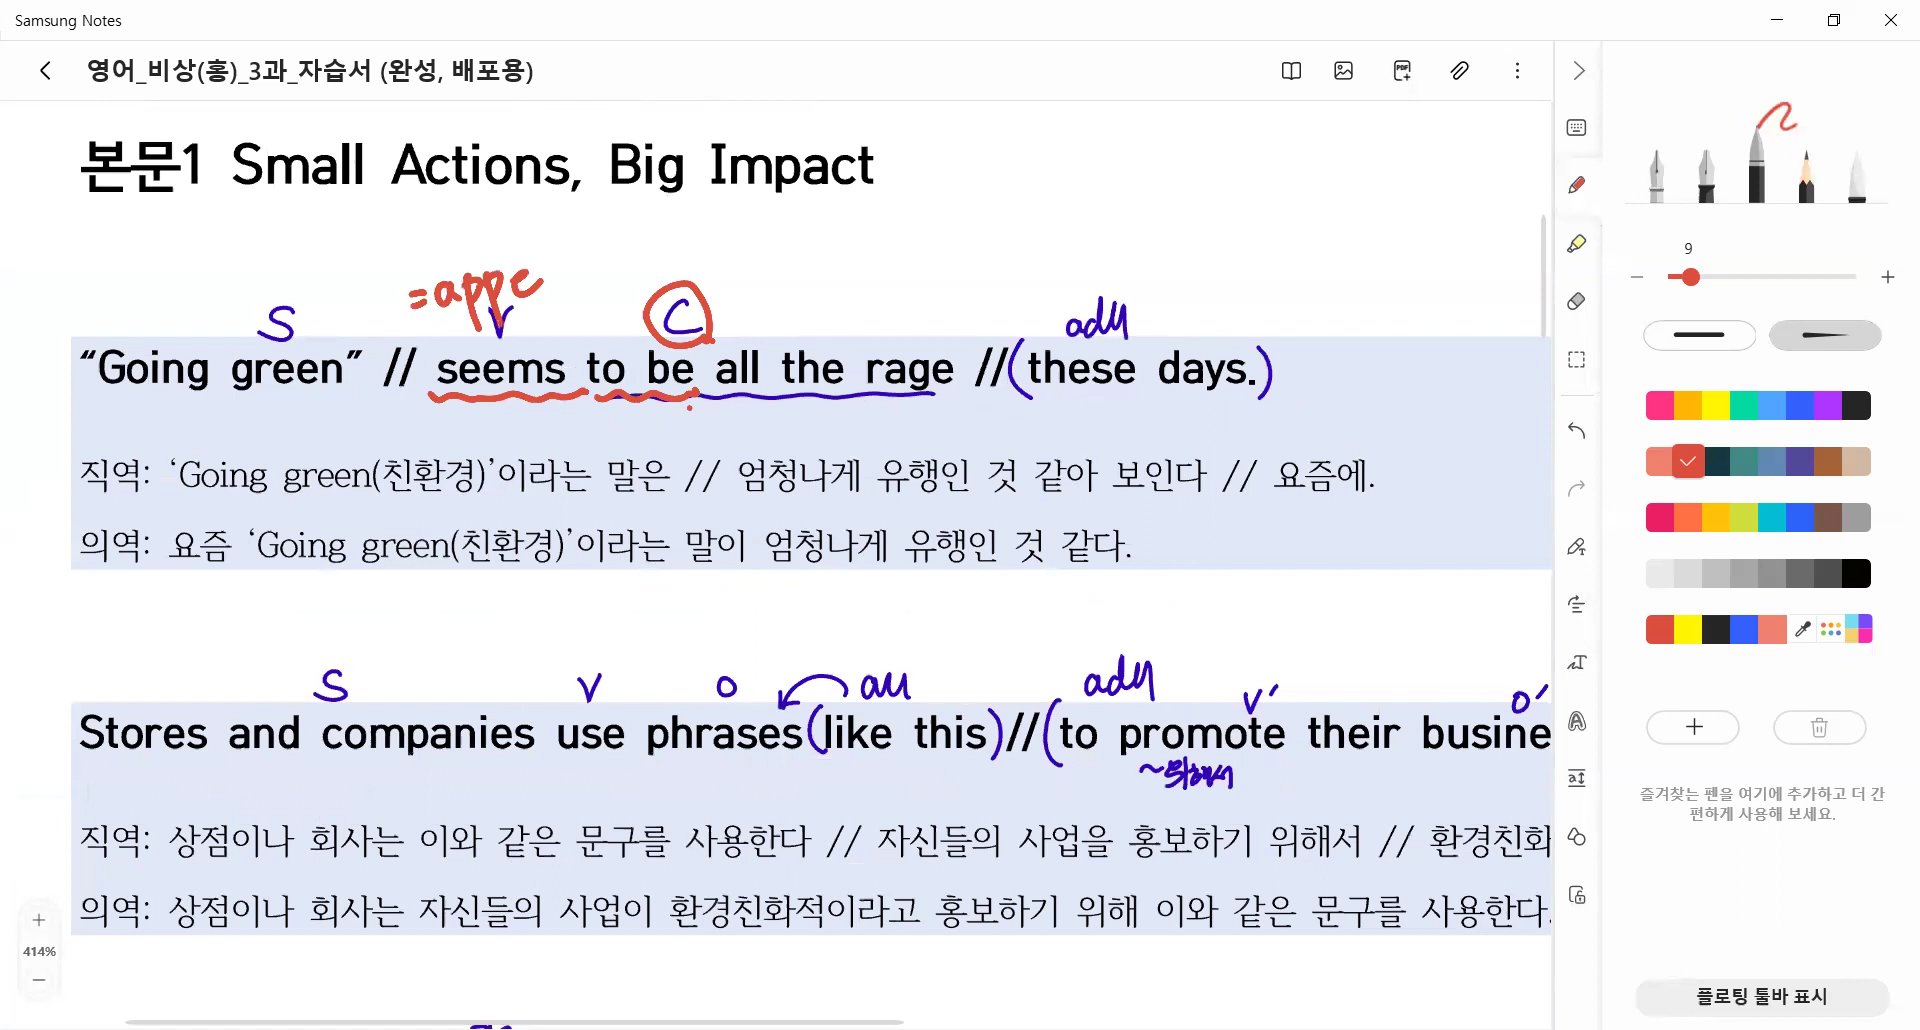 Samsung Notes
영어_비상(홍)_3과_자습서 (완성, 배포용)
본문1 Small Actions, Big Impact
=appe
S V C
“Going green” // seems to be all the rage //(these days.)
직역: ‘Going green(친환경)’이라는 말은 // 엄청나게 유행인 것 같아 보인다 // 요즘에.
의역: 요즘 ‘Going green(친환경)’이라는 말이 엄청나게 유행인 것 같다.
S V O V′ O′
Stores and companies use phrases(like this)//(to promote their busine
~위해서
직역: 상점이나 회사는 이와 같은 문구를 사용한다 // 자신들의 사업을 홍보하기 위해서 // 환경친화
의역: 상점이나 회사는 자신들의 사업이 환경친화적이라고 홍보하기 위해 이와 같은 문구를 사용한다.
414%
9
즐겨찾는 펜을 여기에 추가하고 더 간
편하게 사용해 보세요.
플로팅 툴바 표시